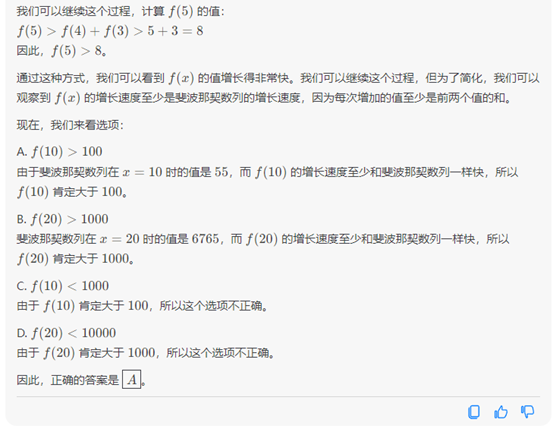 我们可以继续这个过程，计算 f(5) 的值：
f(5) > f(4) + f(3) > 5 + 3 = 8
因此，f(5) > 8。
通过这种方式，我们可以看到 f(x) 的值增长得非常快。我们可以继续这个过程，但为了简化，我们可以
观察到 f(x) 的增长速度至少是斐波那契数列的增长速度，因为每次增加的值至少是前两个值的和。
现在，我们来看选项：
A. f(10) > 100
由于斐波那契数列在 x = 10 时的值是 55，而 f(10) 的增长速度至少和斐波那契数列一样快，所以
f(10) 肯定大于 100。
B. f(20) > 1000
斐波那契数列在 x = 20 时的值是 6765，而 f(20) 的增长速度至少和斐波那契数列一样快，所以
f(20) 肯定大于 1000。
C. f(10) < 1000
由于 f(10) 肯定大于 100，所以这个选项不正确。
D. f(20) < 10000
由于 f(20) 肯定大于 1000，所以这个选项不正确。
因此，正确的答案是 A。